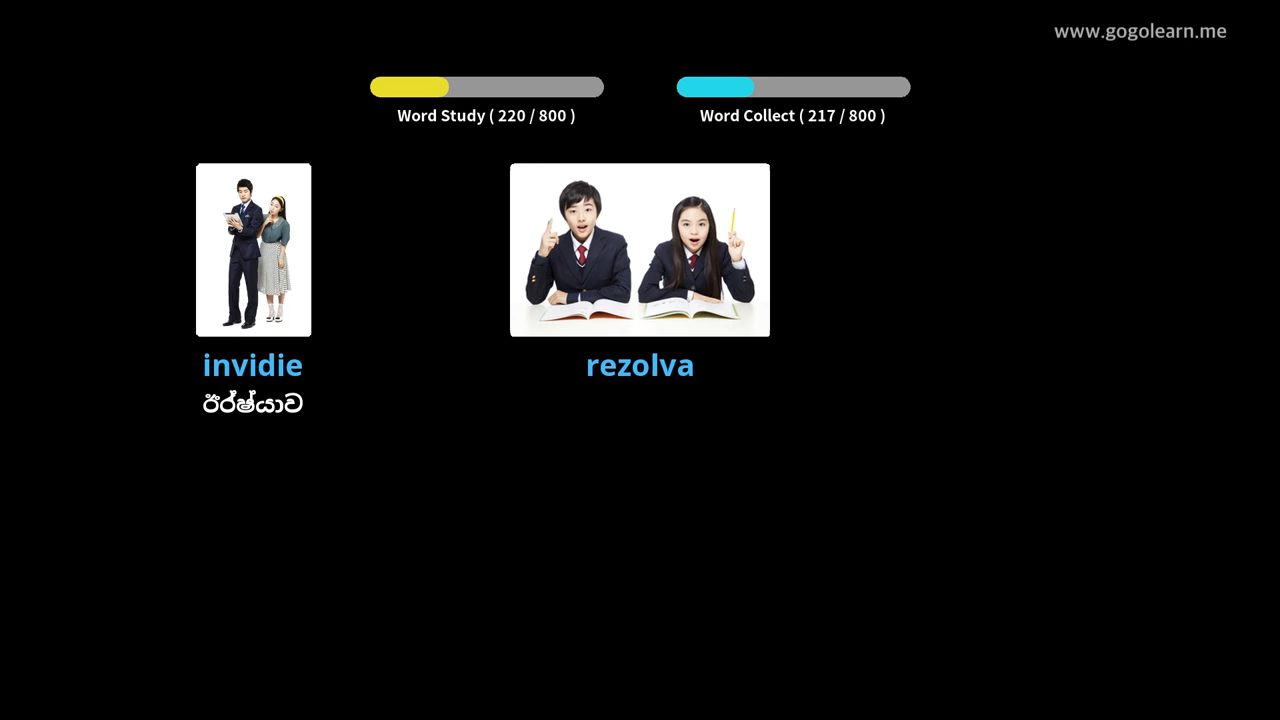 www.gogolearn.me
Word Study ( 220 / 800 )
Word Collect ( 217 / 800 )
invidie
ඊර්ෂ්‍යාව
rezolva